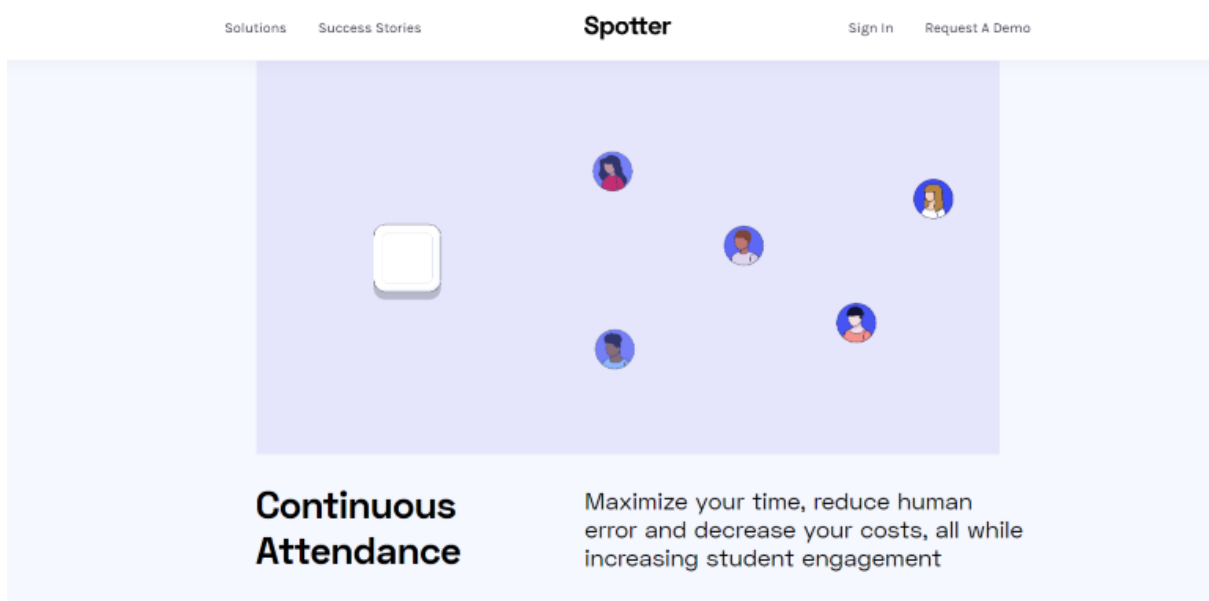 Solutions Success Stories Spotter Sign In Request A Demo
Continuous
Attendance
Maximize your time, reduce human
error and decrease your costs, all while
increasing student engagement